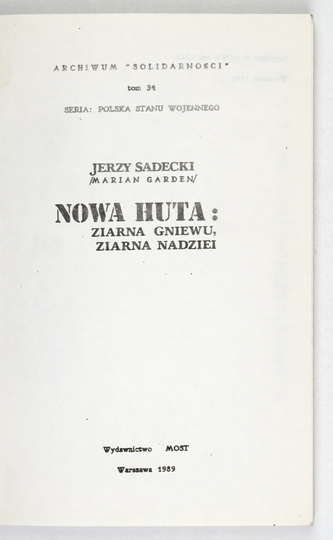 ARCHIWUM "SOLIDARNOŚCI"
tom 34
SERIA: POLSKA STANU WOJENNEGO
JERZY SADECKI
/MARIAN GARDEN/
NOWA HUTA:
ZIARNA GNIEWU,
ZIARNA NADZIEI
Wydawnictwo MOST
Warszawa 1989